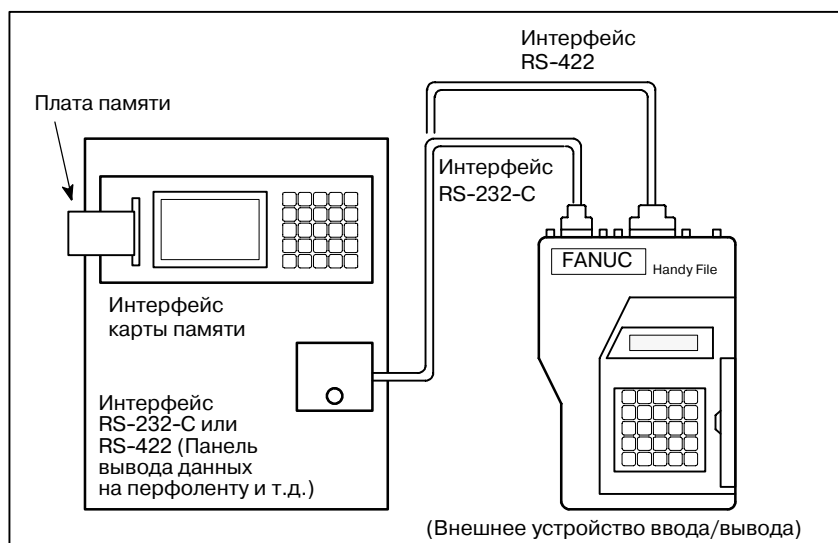 Интерфейс
RS-422
Плата памяти
Интерфейс
RS-232-C
FANUC Handy File
Интерфейс
карты памяти
Интерфейс
RS-232-C или
RS-422 (Панель
вывода данных
на перфоленту и т.д.)
(Внешнее устройство ввода/вывода)